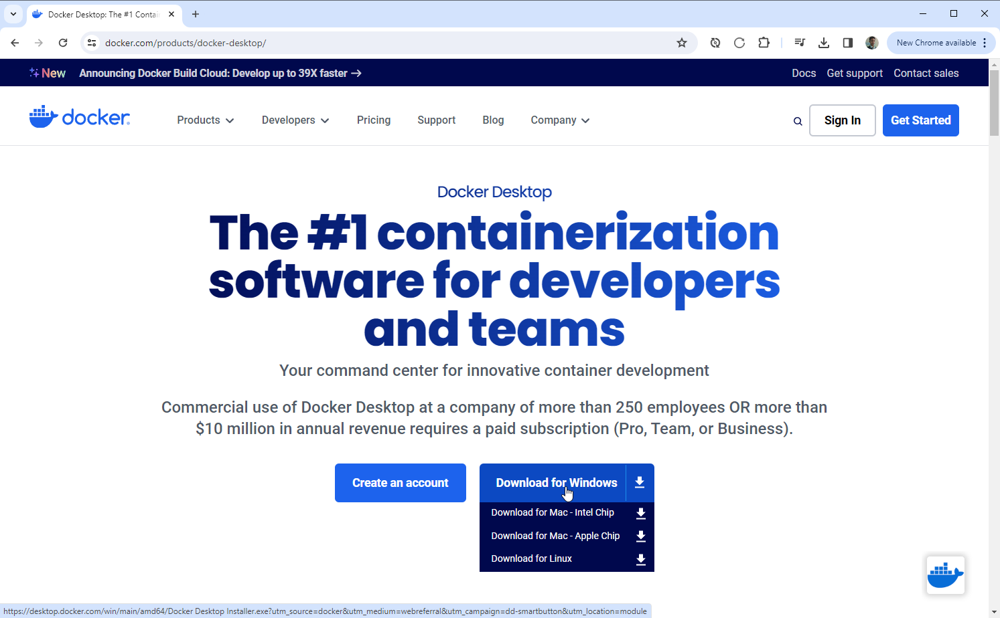 Docker Desktop: The #1 Contai
docker.com/products/docker-desktop/
New Chrome available
New Announcing Docker Build Cloud: Develop up to 39X faster →
Docs Get support Contact sales
docker
Products Developers Pricing Support Blog Company
Sign In Get Started
Docker Desktop
The #1 containerization
software for developers
and teams
Your command center for innovative container development
Commercial use of Docker Desktop at a company of more than 250 employees OR more than
$10 million in annual revenue requires a paid subscription (Pro, Team, or Business).
Create an account Download for Windows
Download for Mac - Intel Chip
Download for Mac - Apple Chip
Download for Linux
https://desktop.docker.com/win/main/amd64/Docker Desktop Installer.exe?utm_source=docker&utm_medium=webreferral&utm_campaign=dd-smartbutton&utm_location=module